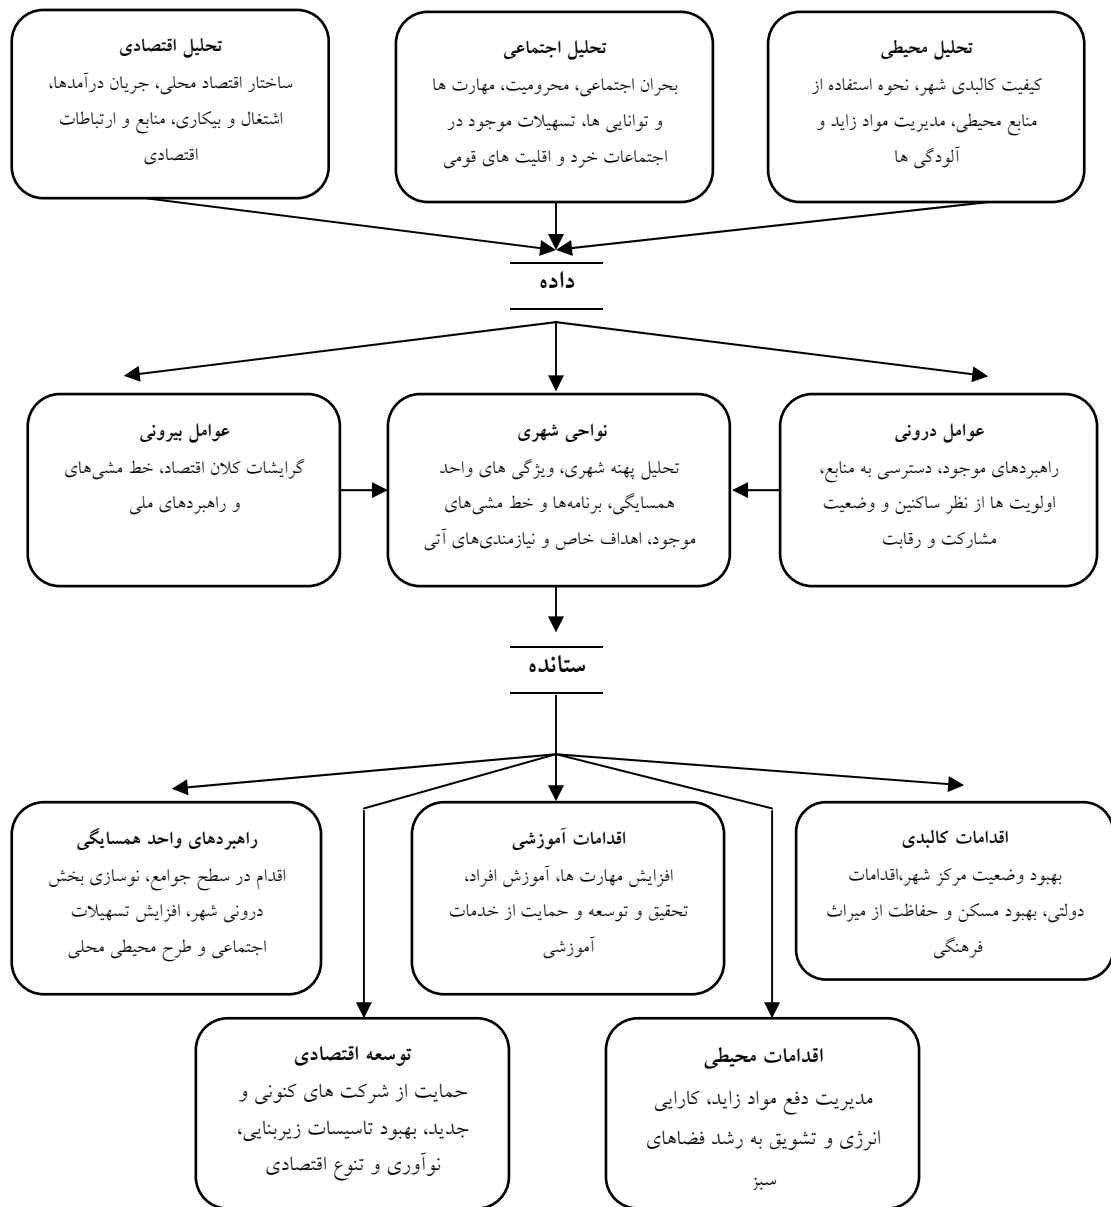 تحلیل محیطی
کیفیت کالبدی شهر، نحوه استفاده از
منابع محیطی، مدیریت مواد زاید و
آلودگی ها
تحلیل اجتماعی
بحران اجتماعی، محرومیت، مهارت ها
و توانایی ها، تسهیلات موجود در
اجتماعات خرد و اقلیت های قومی
تحلیل اقتصادی
ساختار اقتصاد محلی، جریان درآمدها،
اشتغال و بیکاری، منابع و ارتباطات
اقتصادی
داده
عوامل درونی
راهبردهای موجود، دسترسی به منابع،
اولویت ها از نظر ساکنین و وضعیت
مشارکت و رقابت
نواحی شهری
تحلیل پهنه شهری، ویژگی های واحد
همسایگی، برنامه‌ها و خط مشی‌های
موجود، اهداف خاص و نیازمندی‌های آتی
عوامل بیرونی
گرایشات کلان اقتصاد، خط مشی‌های
و راهبردهای ملی
ستانده
اقدامات کالبدی
بهبود وضعیت مرکز شهر،اقدامات
دولتی، بهبود مسکن و حفاظت از میراث
فرهنگی
اقدامات آموزشی
افزایش مهارت ها، آموزش افراد،
تحقیق و توسعه و حمایت از خدمات
آموزشی
راهبردهای واحد همسایگی
اقدام در سطح جوامع، نوسازی بخش
درونی شهر، افزایش تسهیلات
اجتماعی و طرح محیطی محلی
اقدامات محیطی
مدیریت دفع مواد زاید، کارایی
انرژی و تشویق به رشد فضاهای
سبز
توسعه اقتصادی
حمایت از شرکت های کنونی و
جدید، بهبود تاسیسات زیربنایی،
نوآوری و تنوع اقتصادی